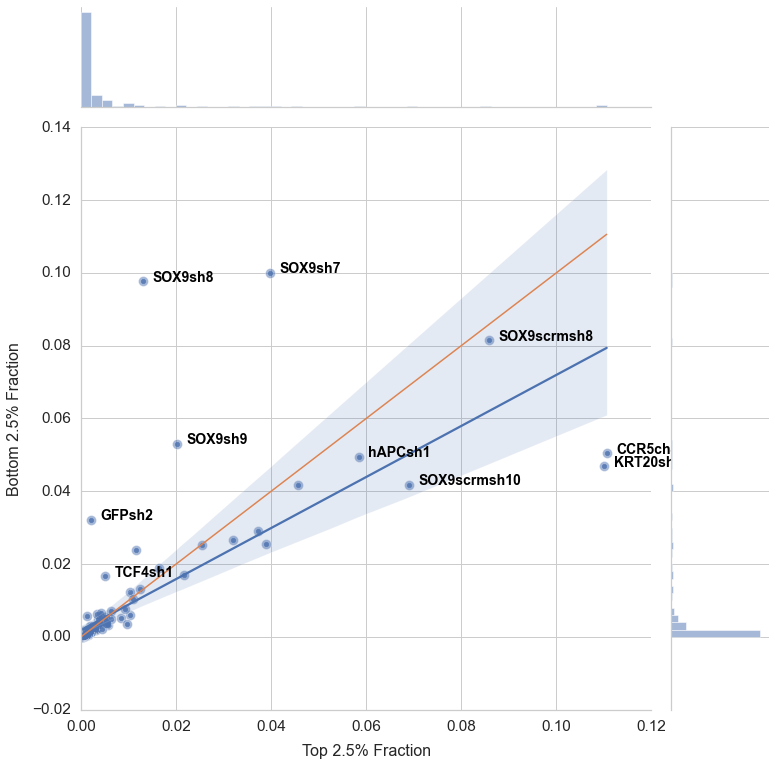 0.14
0.12
0.10
0.08
0.06
0.04
0.02
0.00
−0.02
Bottom 2.5% Fraction
SOX9sh8
SOX9sh7
SOX9scrmsh8
SOX9sh9
hAPCsh1
CCR5ch
KRT20sh
SOX9scrmsh10
GFPsh2
TCF4sh1
0.00 0.02 0.04 0.06 0.08 0.10 0.12
Top 2.5% Fraction